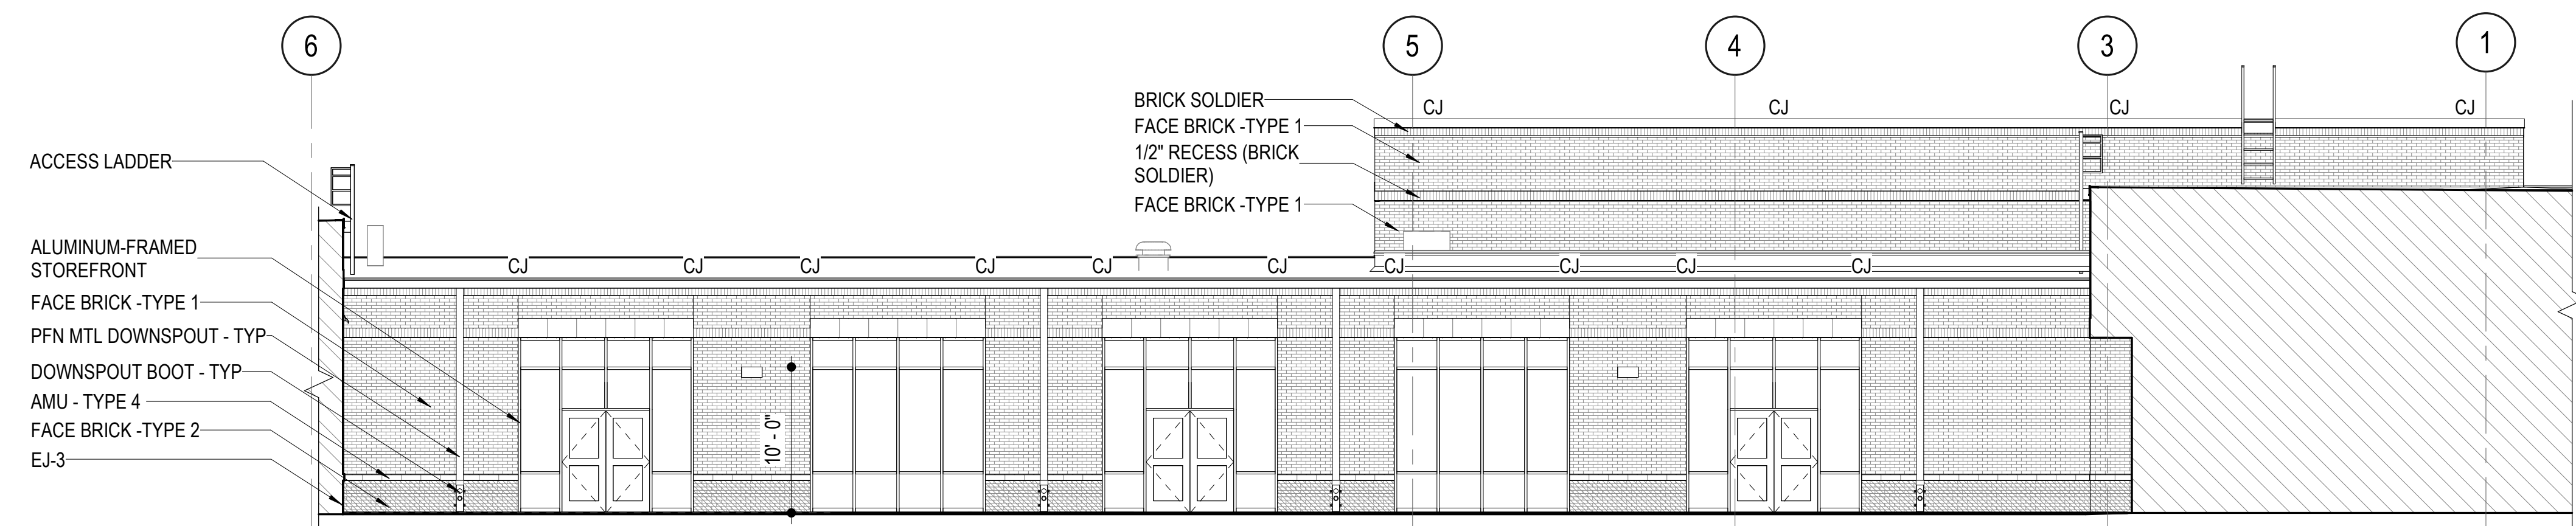 6
5
4
3
1
BRICK SOLDIER
FACE BRICK -TYPE 1
1/2" RECESS (BRICK
SOLDIER)
FACE BRICK -TYPE 1
CJ
CJ
CJ
CJ
ACCESS LADDER
ALUMINUM-FRAMED
STOREFRONT
FACE BRICK -TYPE 1
PFN MTL DOWNSPOUT - TYP
DOWNSPOUT BOOT - TYP
AMU - TYPE 4
FACE BRICK -TYPE 2
EJ-3
CJ
CJ
CJ
CJ
CJ
CJ
CJ
CJ
CJ
CJ
10' - 0"